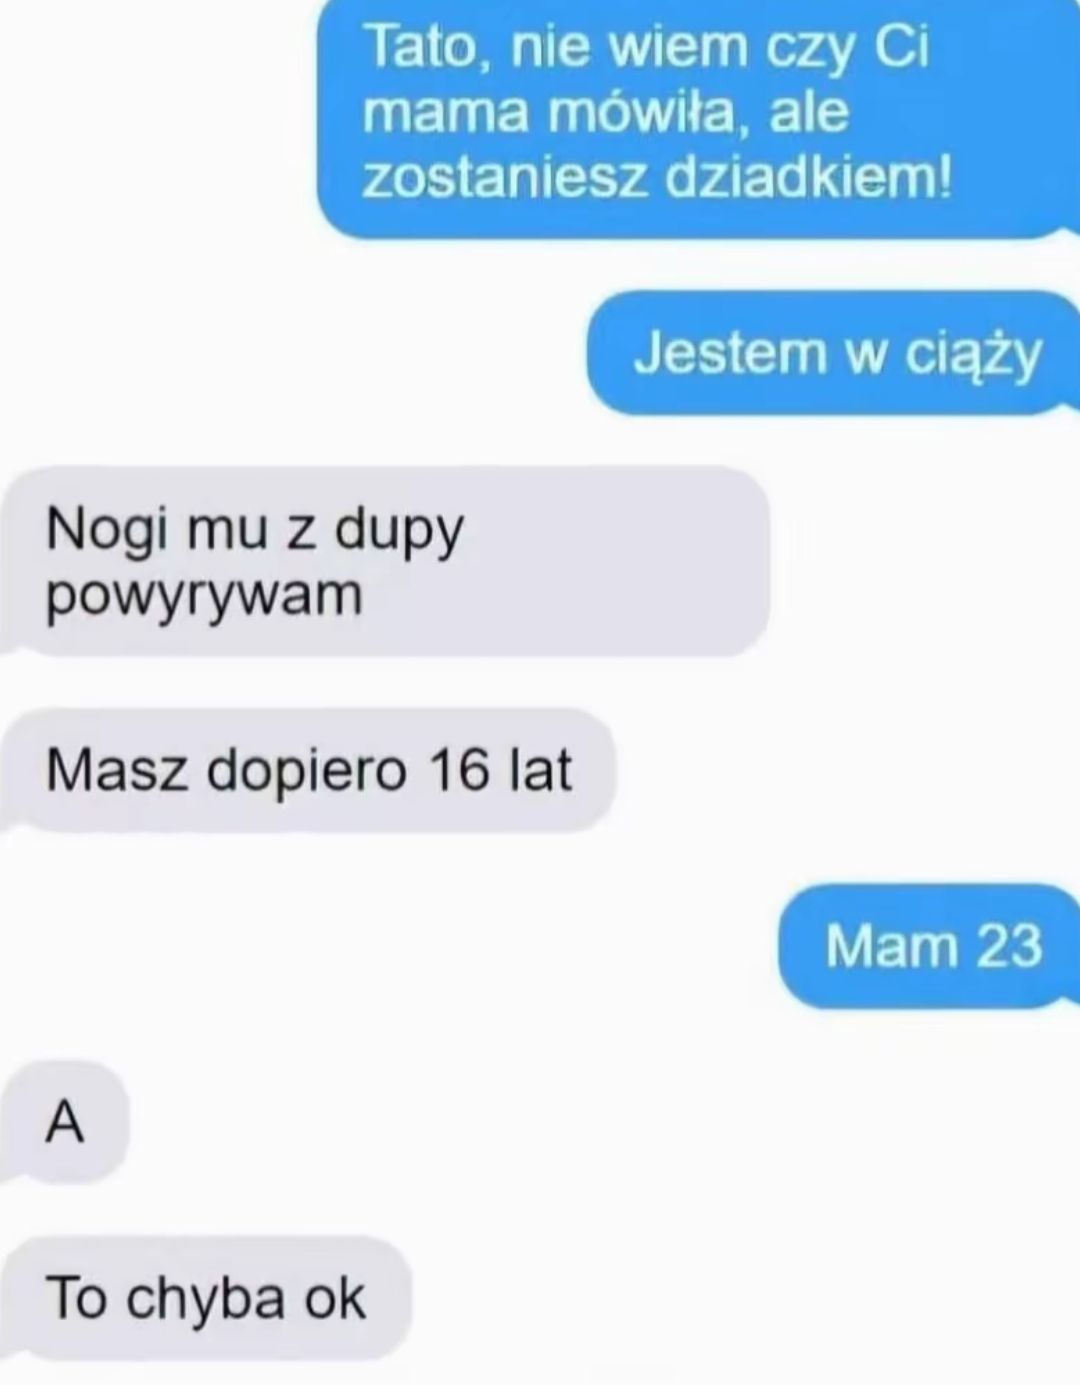 Tato, nie wiem czy Ci
mama mówiła, ale
zostaniesz dziadkiem!
Jestem w ciąży
Nogi mu z dupy
powyrywam
Masz dopiero 16 lat
Mam 23
A
To chyba ok